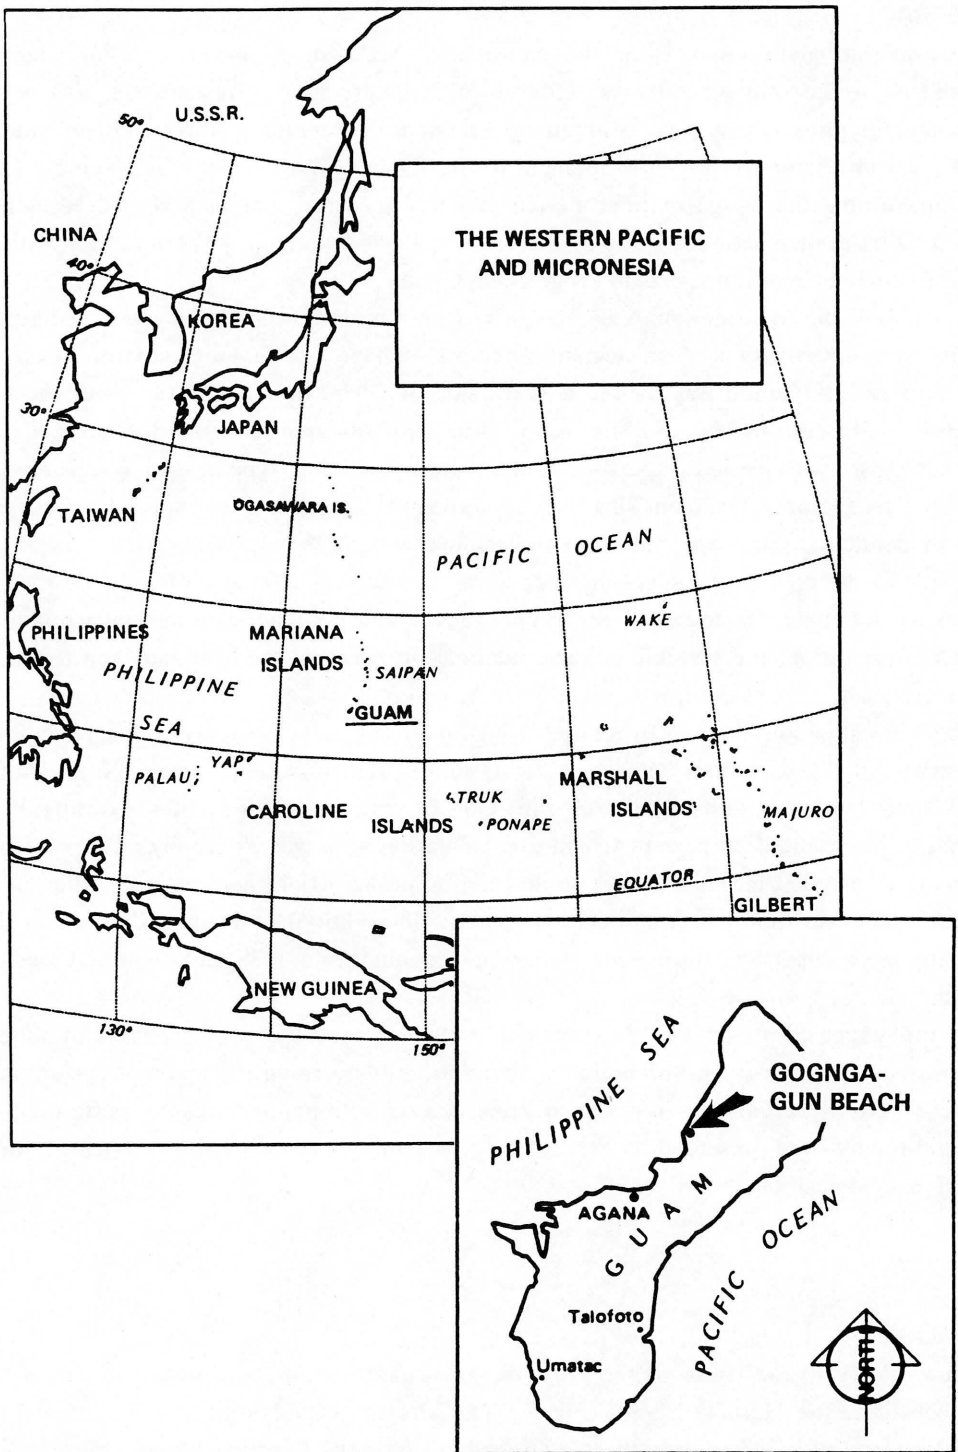 50°
U.S.S.R.
THE WESTERN PACIFIC
AND MICRONESIA
CHINA
40°
KOREA
30°
JAPAN
TAIWAN
OGASAWARA IS.
PACIFIC OCEAN
WAKE
PHILIPPINES
MARIANA
ISLANDS
SAIPAN
PHILIPPINE
SEA
GUAM
YAP
PALAU
MARSHALL
ISLANDS
TRUK
CAROLINE
ISLANDS
PONAPE
MAJURO
EQUATOR
GILBERT
NEW GUINEA
130°
150°
PHILIPPINE SEA
GOGNGA-
GUN BEACH
AGANA
GUAM
PACIFIC OCEAN
Talofoto
Umatac
NORTH